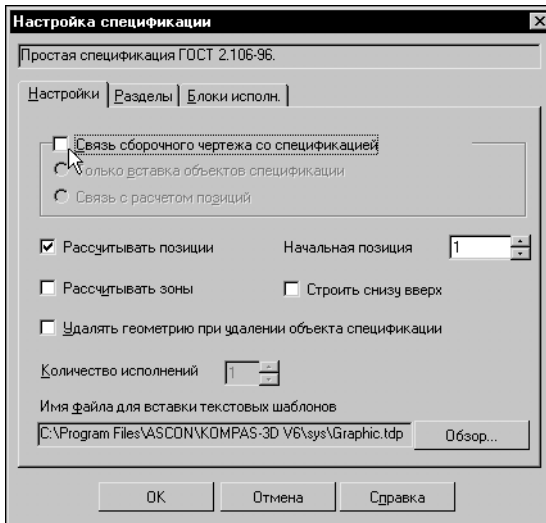 Настройка спецификации
Простая спецификация ГОСТ 2.106-96.
Настройки Разделы Блоки исполн.
Связь сборочного чертежа со спецификацией
Только вставка объектов спецификации
Связь с расчетом позиций
Рассчитывать позиции Начальная позиция 1
Рассчитывать зоны Строить снизу вверх
Удалять геометрию при удалении объекта спецификации
Количество исполнений 1
Имя файла для вставки текстовых шаблонов
C:\Program Files\ASCON\KOMPAS-3D V6\sys\Graphic.tdp Обзор...
OK Отмена Справка